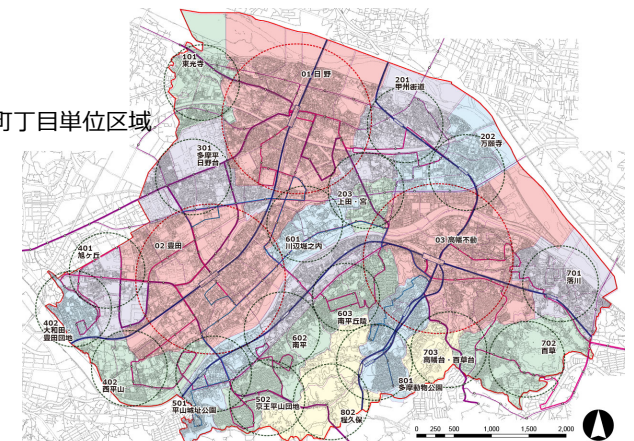 町丁目単位区域
101
東光寺
01 日野
201
甲州街道
202
万願寺
301
多摩平
日野台
203
上田・宮
601
川辺堀之内
02 豊田
03 高幡不動
401
旭ヶ丘
701
落川
402
大和田
豊田団地
603
南平丘陵
602
南平
703
高幡台・百草台
702
百草
402
西平山
501
平山城址公園
502
京王平山団地
801
多摩動物公園
802
程久保
0 250 500 1,000 1,500 2,000